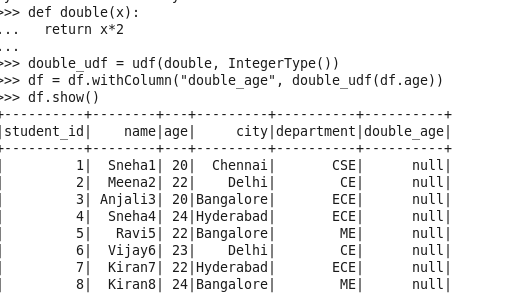 >>> def double(x):
...   return x*2
...
>>> double_udf = udf(double, IntegerType())
>>> df = df.withColumn("double_age", double_udf(df.age))
>>> df.show()
+----------+--------+---+----------+----------+----------+
|student_id|    name|age|      city|department|double_age|
+----------+--------+---+----------+----------+----------+
|         1|  Sneha1| 20|   Chennai|       CSE|      null|
|         2|  Meena2| 22|     Delhi|        CE|      null|
|         3| Anjali3| 20|Bangalore|       ECE|      null|
|         4|  Sneha4| 24|Hyderabad|       ECE|      null|
|         5|   Ravi5| 22|Bangalore|        ME|      null|
|         6|  Vijay6| 23|     Delhi|        CE|      null|
|         7|  Kiran7| 22|Hyderabad|       ECE|      null|
|         8|  Kiran8| 24|Bangalore|        ME|      null|